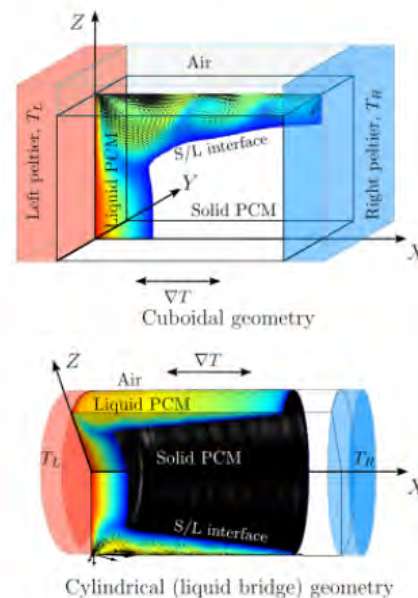 Z
Air
Left peltier, T_L
Liquid PCM
S/L interface
Y
Solid PCM
Right peltier, T_R
X
∇T
Cuboidal geometry
Z
∇T
Air
Liquid PCM
T_L
Solid PCM
T_R
X
S/L interface
Cylindrical (liquid bridge) geometry